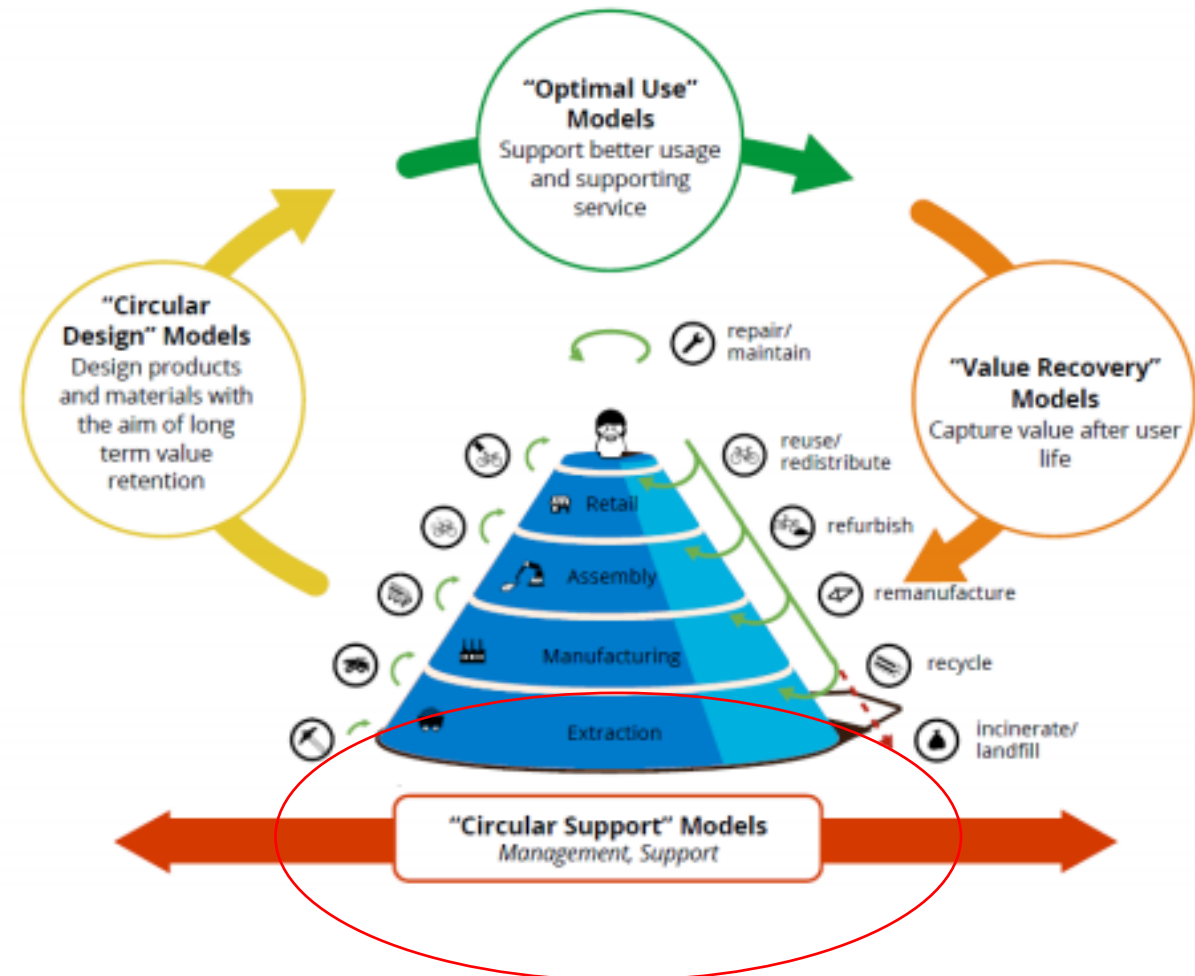 “Optimal Use”
Models
Support better usage
and supporting
service
“Circular
Design” Models
Design products
and materials with
the aim of long
term value
retention
“Value Recovery”
Models
Capture value after user
life
repair/
maintain
reuse/
redistribute
refurbish
remanufacture
recycle
incinerate/
landfill
Retail
Assembly
Manufacturing
Extraction
“Circular Support” Models
Management, Support